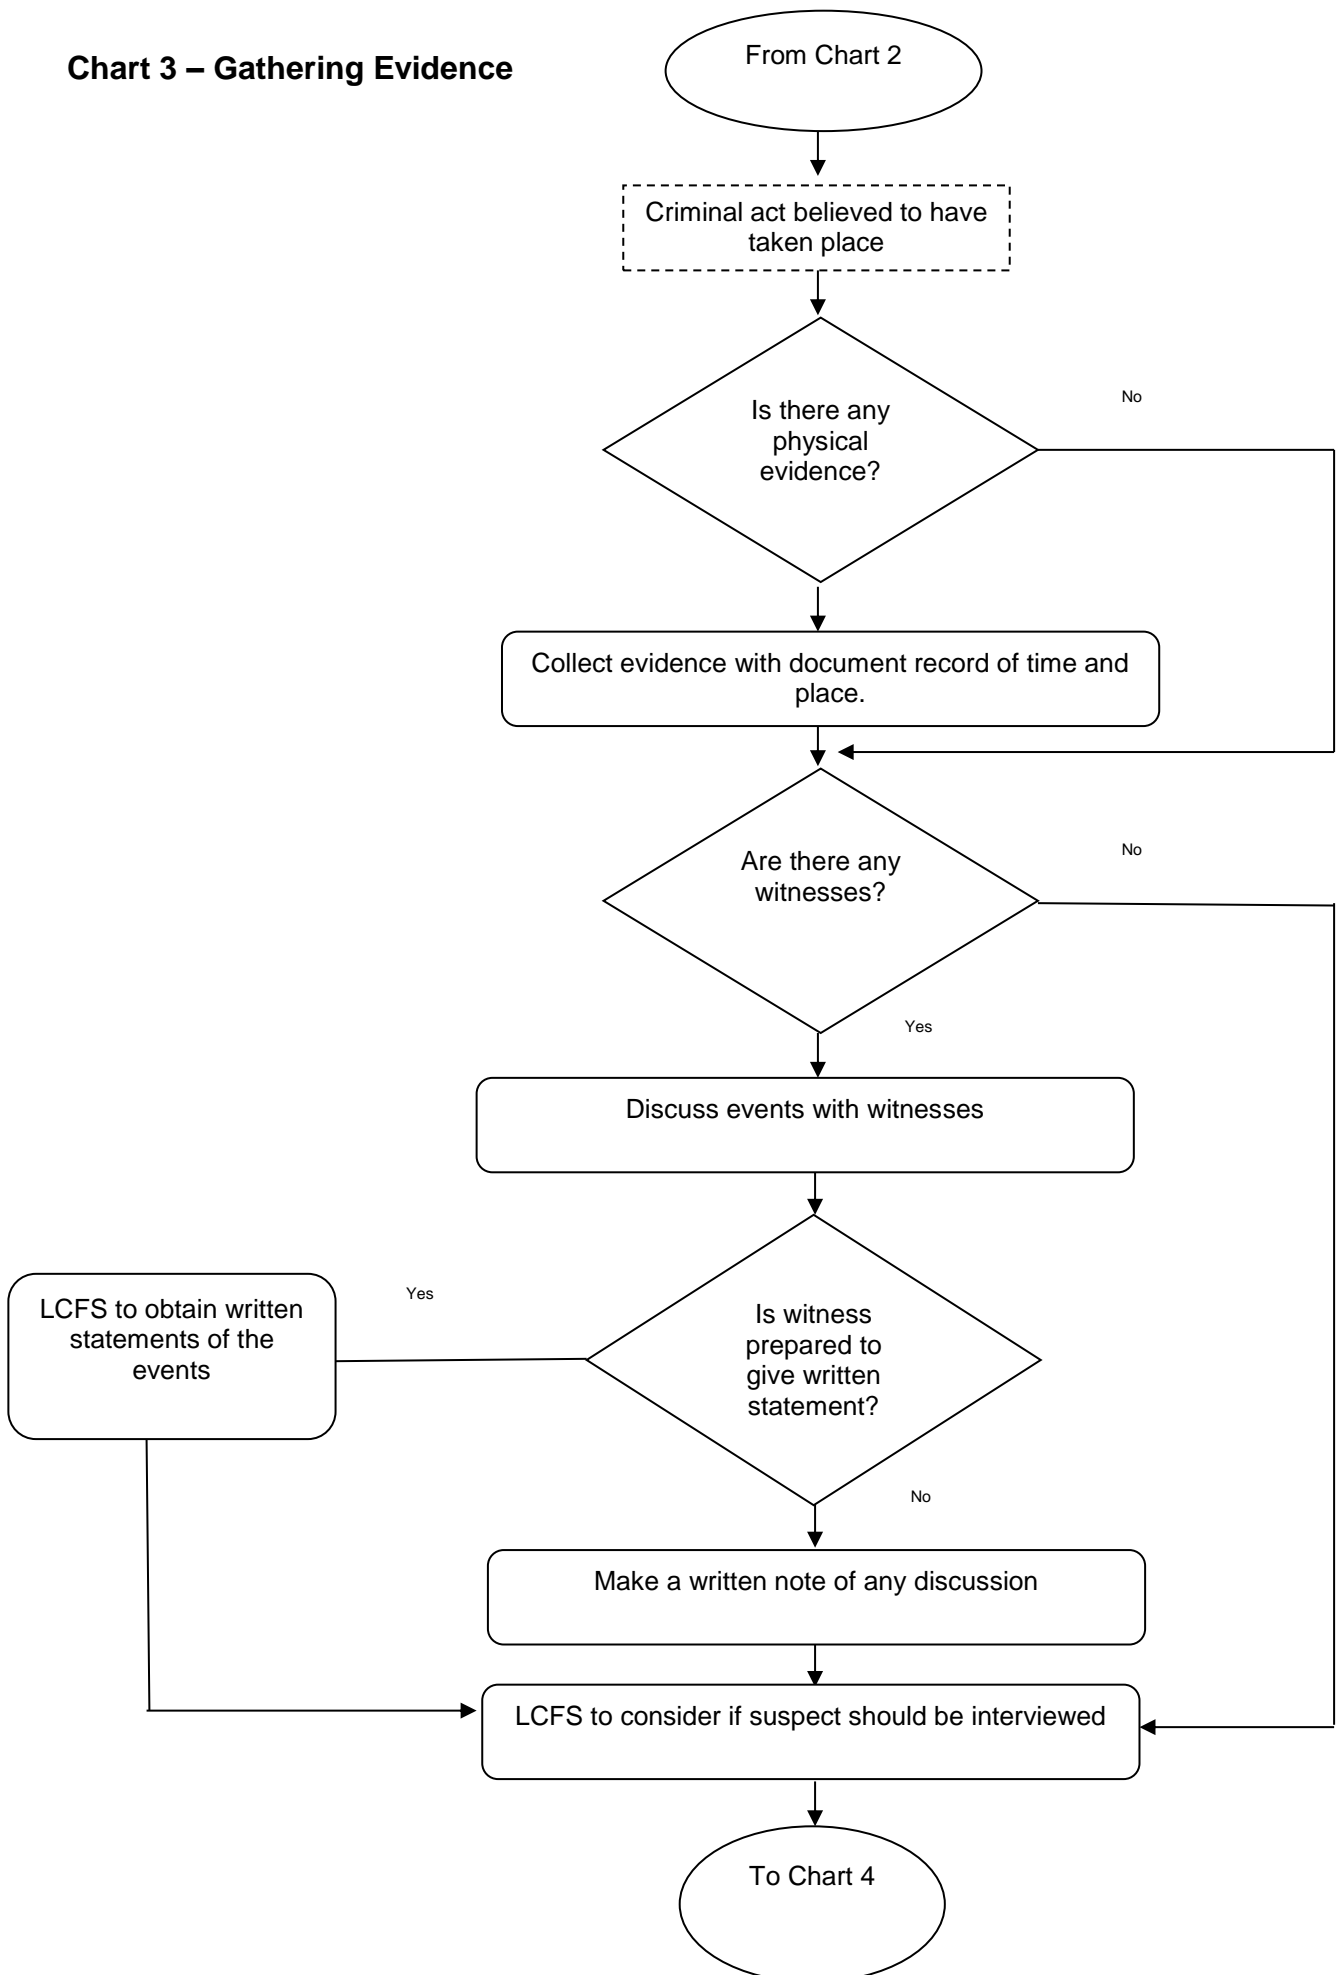 Chart 3 – Gathering Evidence
From Chart 2
Criminal act believed to have
taken place
Is there any
physical
evidence?
No
Collect evidence with document record of time and
place.
Are there any
witnesses?
No
Yes
Discuss events with witnesses
LCFS to obtain written
statements of the
events
Yes
Is witness
prepared to
give written
statement?
No
Make a written note of any discussion
LCFS to consider if suspect should be interviewed
To Chart 4